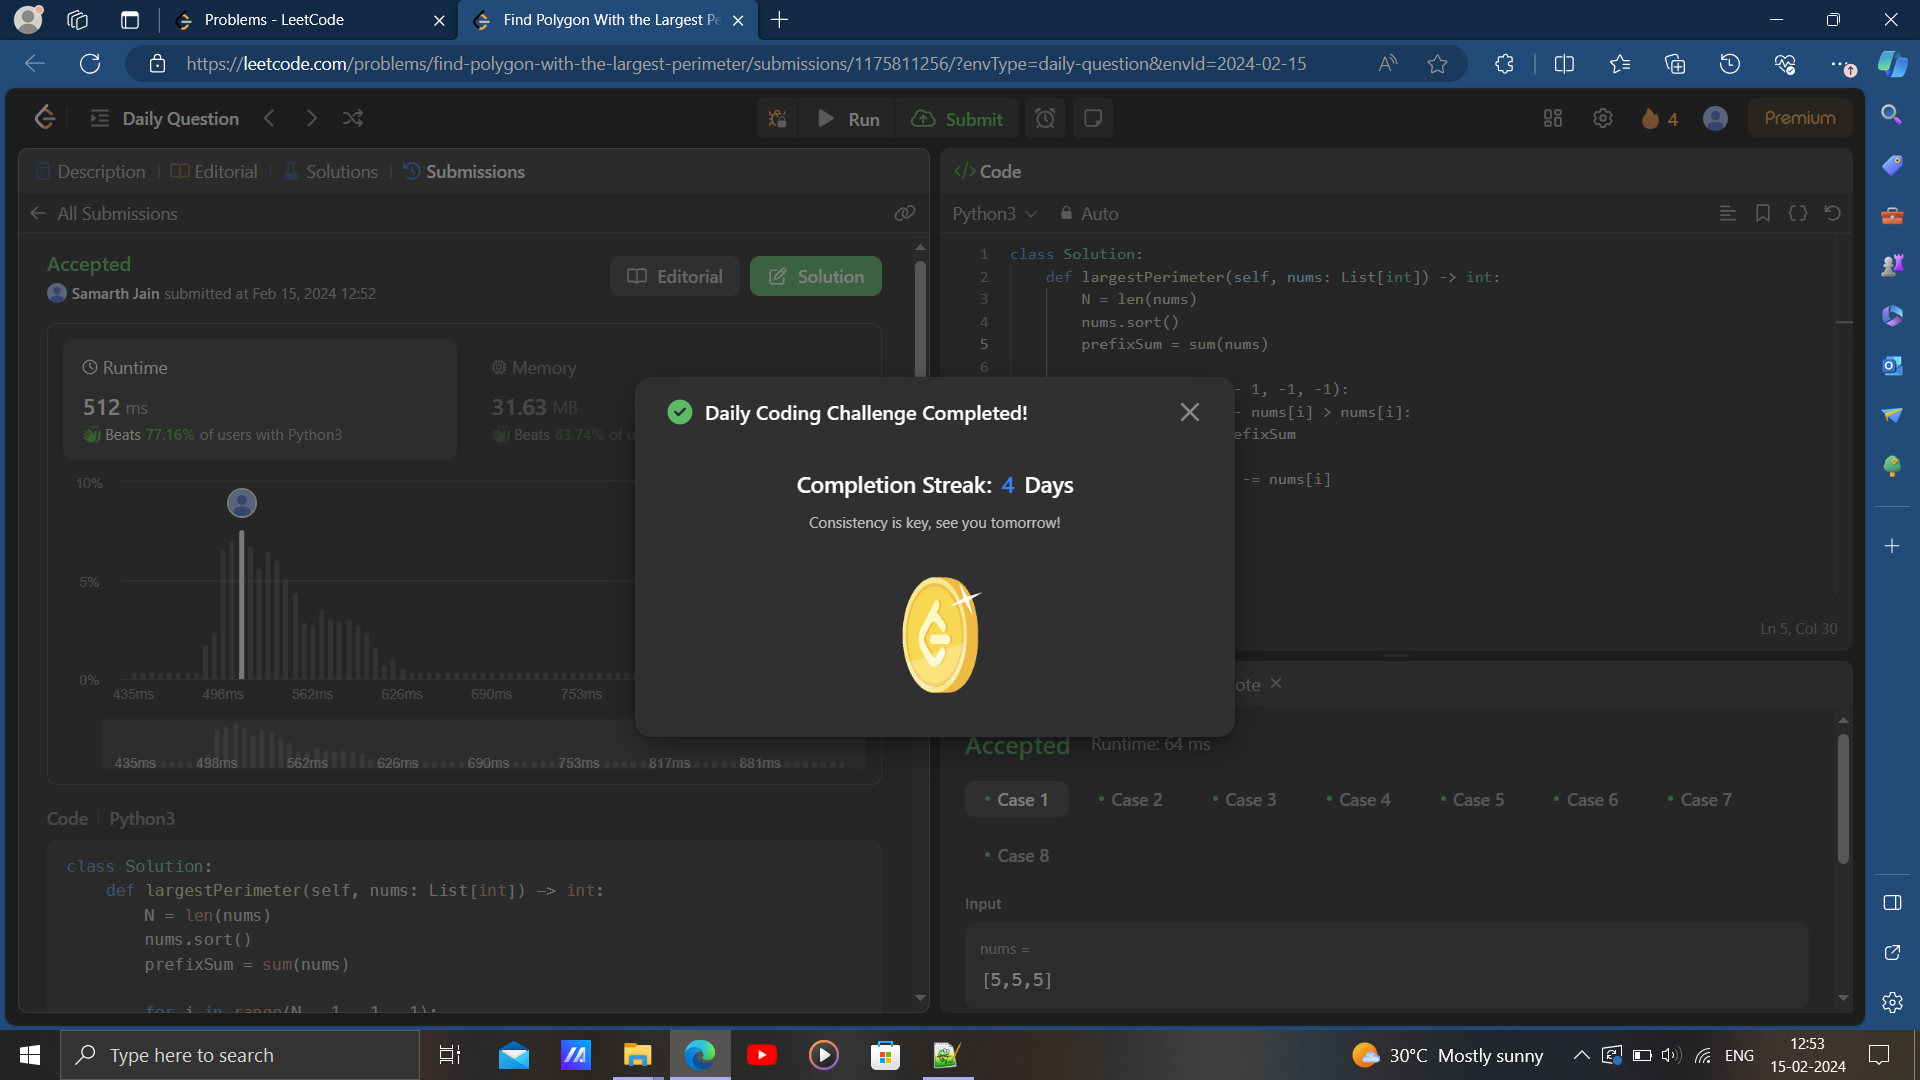 Problems - LeetCode
Find Polygon With the Largest Pe
https://leetcode.com/problems/find-polygon-with-the-largest-perimeter/submissions/1175811256/?envType=daily-question&envId=2024-02-15
Daily Question
Run
Submit
4
Premium
Description
Editorial
Solutions
Submissions
All Submissions
Accepted
Samarth Jain submitted at Feb 15, 2024 12:52
Editorial
Solution
Runtime
512 ms
Beats 77.16% of users with Python3
Memory
31.63 MB
Beats 83.74% of u
10%
5%
0%
435ms 498ms 562ms 626ms 690ms 753ms
435ms 498ms 562ms 626ms 690ms 753ms 817ms 881ms
Code | Python3
class Solution:
def largestPerimeter(self, nums: List[int]) -> int:
N = len(nums)
nums.sort()
prefixSum = sum(nums)
for i in range(N - 1, -1, -1):
Daily Coding Challenge Completed!
Completion Streak: 4 Days
Consistency is key, see you tomorrow!
</> Code
Python3
Auto
1 class Solution:
2 def largestPerimeter(self, nums: List[int]) -> int:
3 N = len(nums)
4 nums.sort()
5 prefixSum = sum(nums)
6
- 1, -1, -1):
- nums[i] > nums[i]:
efixSum
-= nums[i]
Ln 5, Col 30
ote
Accepted
Runtime: 64 ms
Case 1
Case 2
Case 3
Case 4
Case 5
Case 6
Case 7
Case 8
Input
nums =
[5,5,5]
Type here to search
30°C Mostly sunny
ENG
12:53
15-02-2024